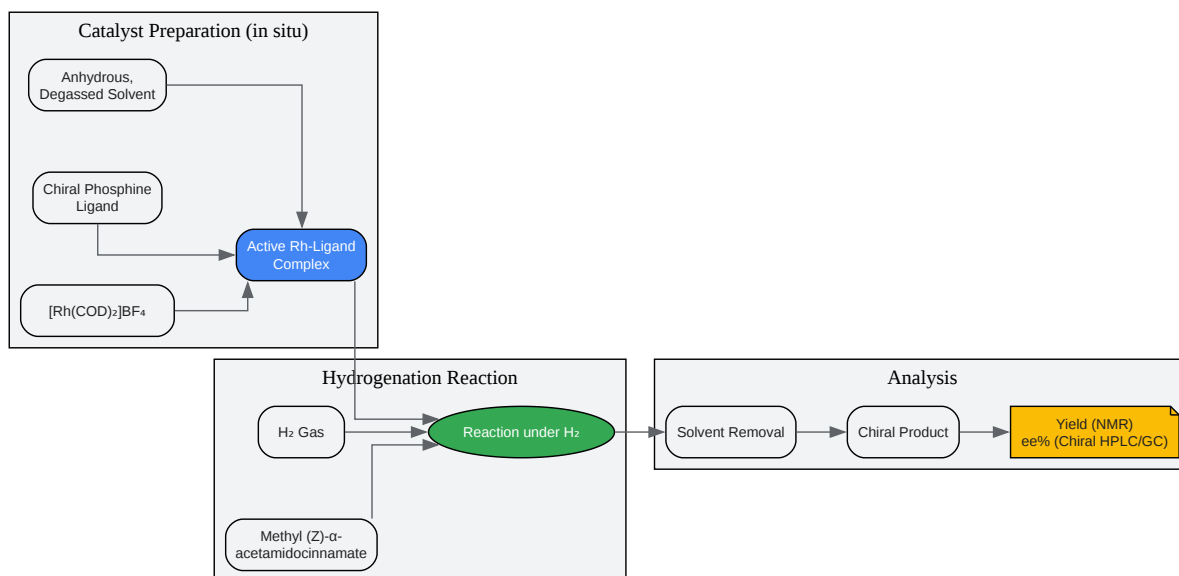 Catalyst Preparation (in situ)
Anhydrous,
Degassed Solvent
Chiral Phosphine
Ligand
Active Rh-Ligand
Complex
[Rh(COD)₂]BF₄
Hydrogenation Reaction
H₂ Gas
Reaction under H₂
Methyl (Z)-α-
acetamidocinnamate
Analysis
Solvent Removal
Chiral Product
Yield (NMR)
ee% (Chiral HPLC/GC)